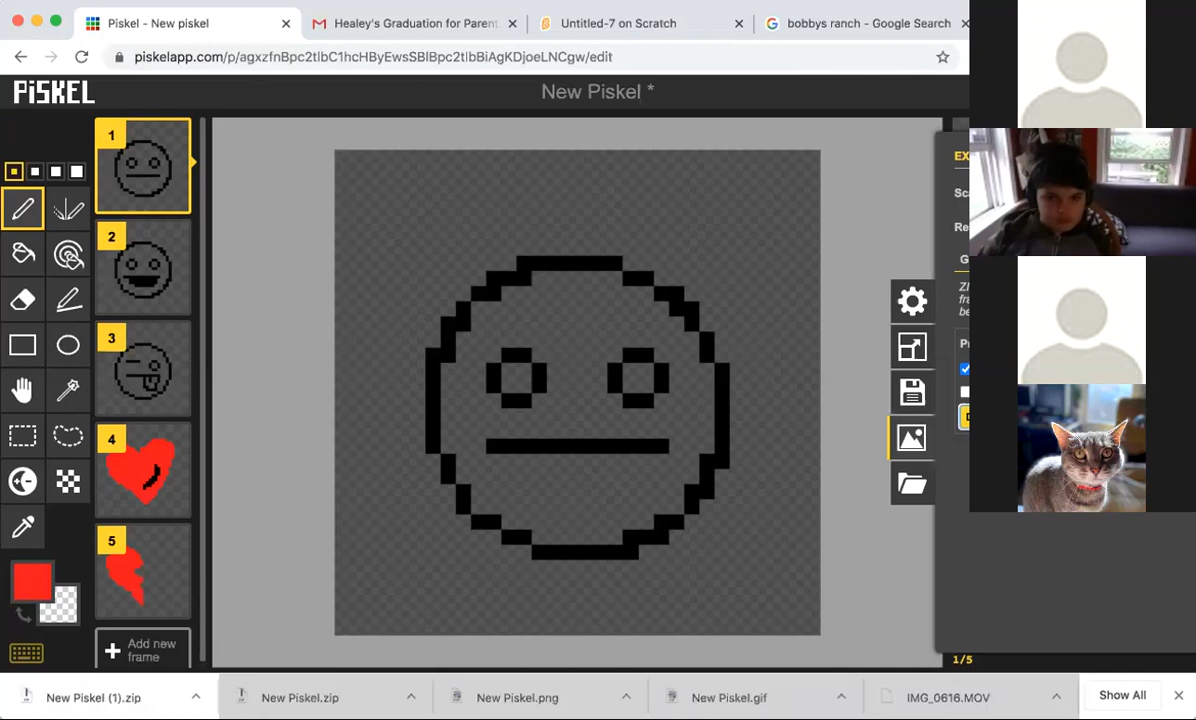 Piskel - New piskel
Healey's Graduation for Parent
Untitled-7 on Scratch
bobbys ranch - Google Search
piskelapp.com/p/agxzfnBpc2tlbC1hcHByEwsSBlBpc2tlbBiAgKDjoeLNCgw/edit
PiSKEL
New Piskel *
1
2
3
4
5
Add new
frame
1/5
New Piskel (1).zip
New Piskel.zip
New Piskel.png
New Piskel.gif
IMG_0616.MOV
Show All